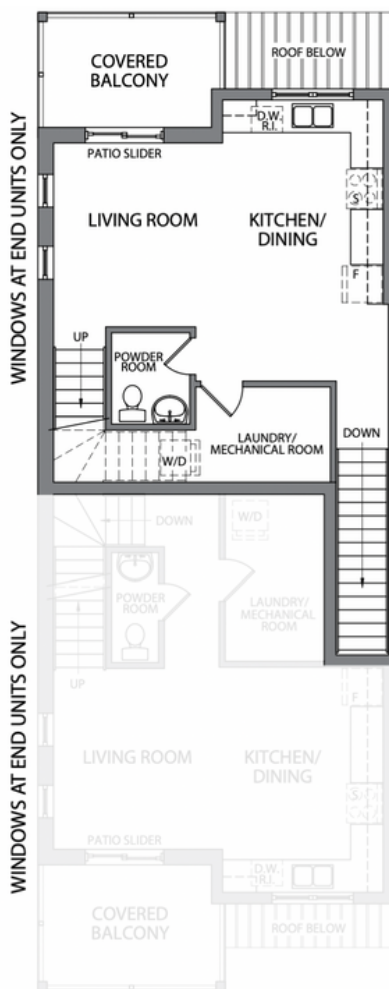 COVERED
BALCONY
ROOF BELOW
D.W.
R.I.
PATIO SLIDER
WINDOWS AT END UNITS ONLY
LIVING ROOM
KITCHEN/
DINING
S
F
UP
POWDER
ROOM
LAUNDRY/
MECHANICAL ROOM
DOWN
W/D
DOWN
W/D
POWDER
ROOM
LAUNDRY/
MECHANICAL
ROOM
UP
F
WINDOWS AT END UNITS ONLY
LIVING ROOM
KITCHEN/
DINING
S
PATIO SLIDER
D.W.
R.I.
COVERED
BALCONY
ROOF BELOW